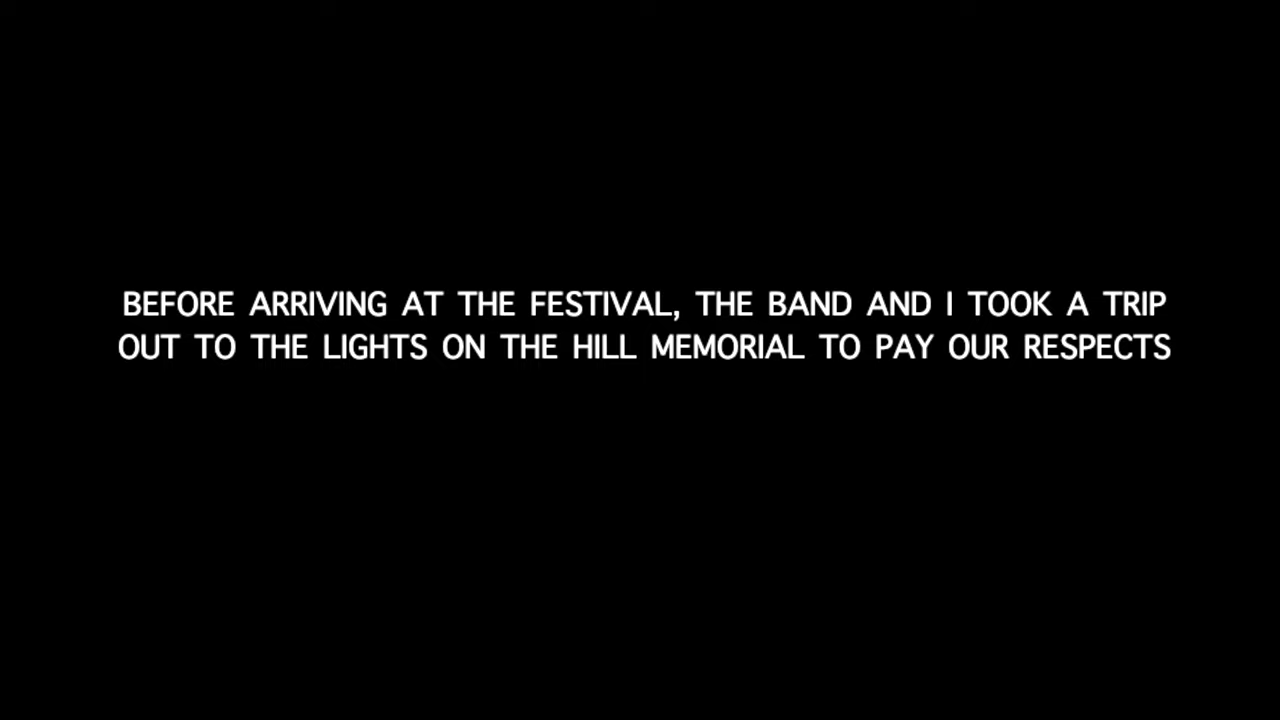 BEFORE ARRIVING AT THE FESTIVAL, THE BAND AND I TOOK A TRIP
OUT TO THE LIGHTS ON THE HILL MEMORIAL TO PAY OUR RESPECTS